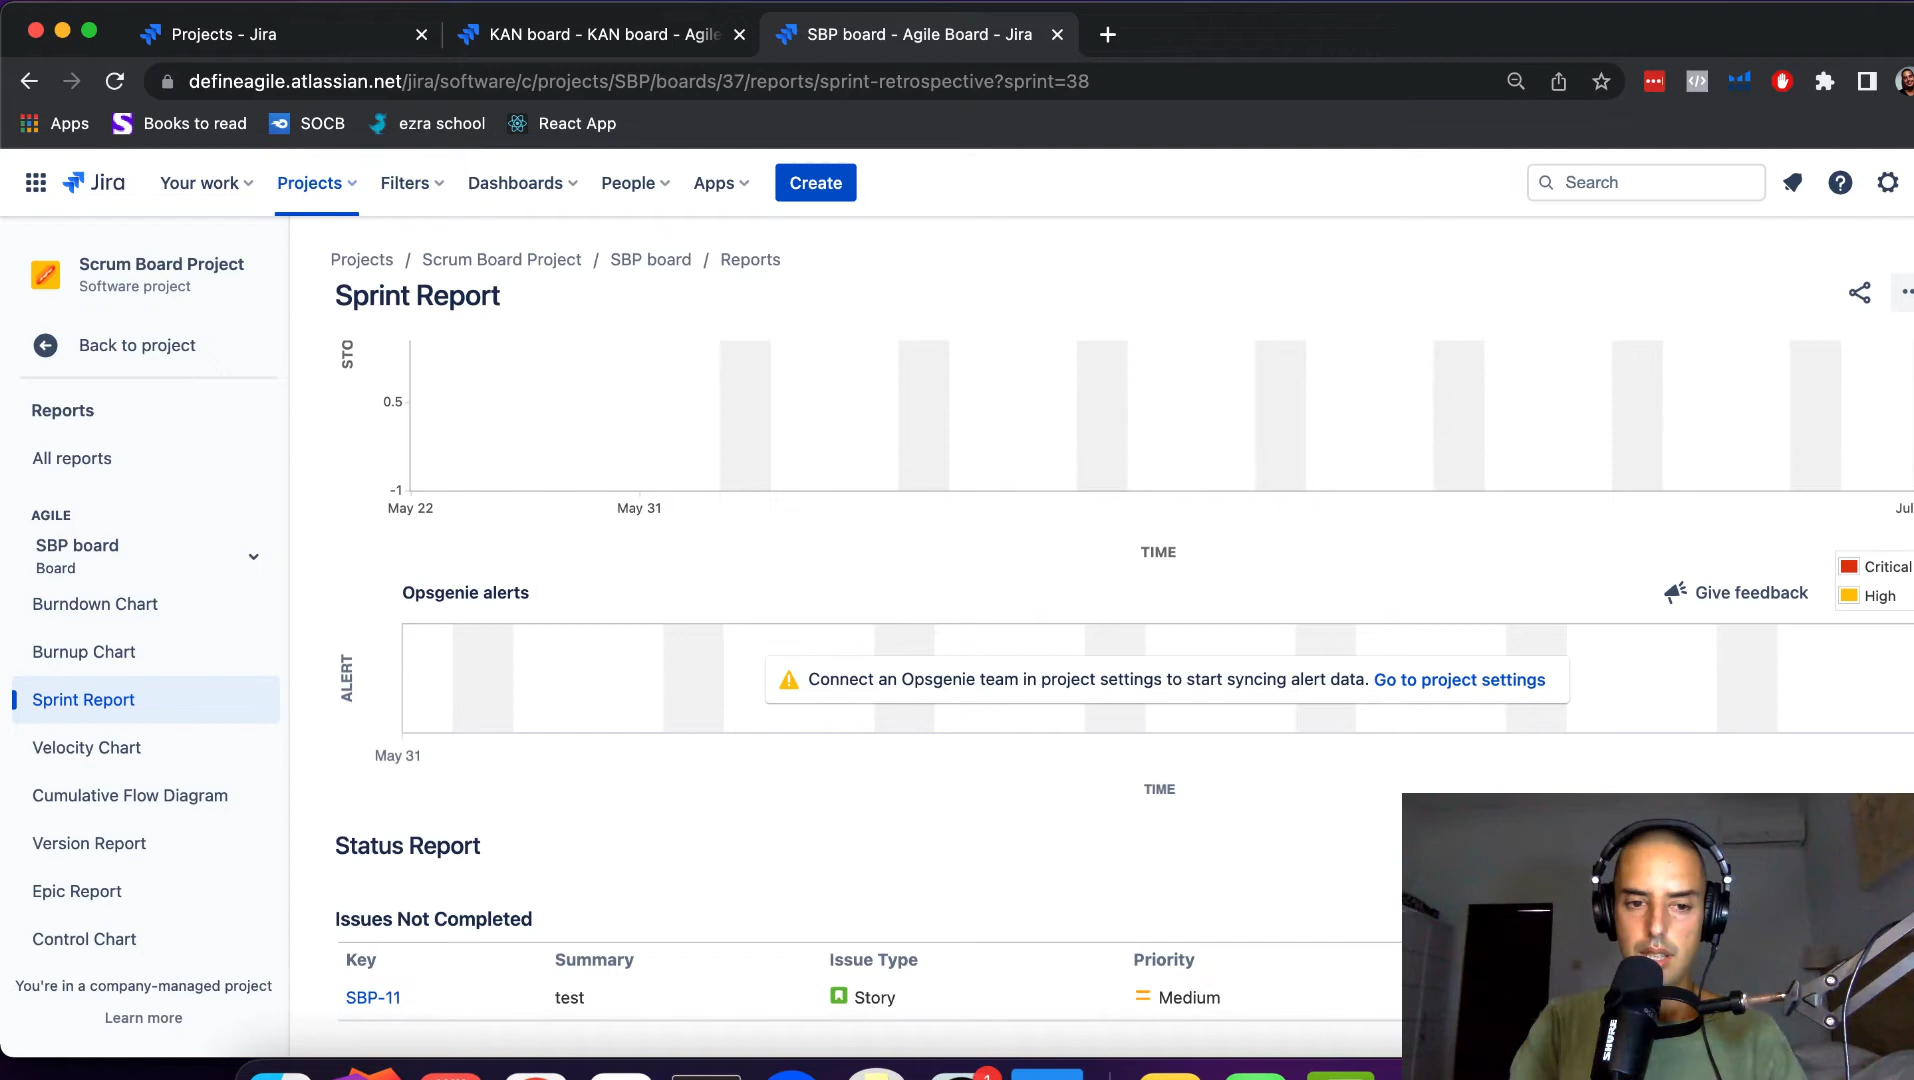 Projects - Jira
KAN board - KAN board - Agile
SBP board - Agile Board - Jira
defineagile.atlassian.net/jira/software/c/projects/SBP/boards/37/reports/sprint-retrospective?sprint=38
Apps
Books to read
SOCB
ezra school
React App
Jira
Your work
Projects
Filters
Dashboards
People
Apps
Create
Search
Scrum Board Project
Software project
Back to project
Reports
All reports
AGILE
SBP board
Board
Burndown Chart
Burnup Chart
Sprint Report
Velocity Chart
Cumulative Flow Diagram
Version Report
Epic Report
Control Chart
You're in a company-managed project
Learn more
Projects / Scrum Board Project / SBP board / Reports
Sprint Report
STO
0.5
-1
May 22
May 31
Jul
TIME
Opsgenie alerts
Give feedback
Critical
High
ALERT
Connect an Opsgenie team in project settings to start syncing alert data. Go to project settings
May 31
TIME
Status Report
Issues Not Completed
Key Summary Issue Type Priority
SBP-11 test Story Medium
SHURE
1